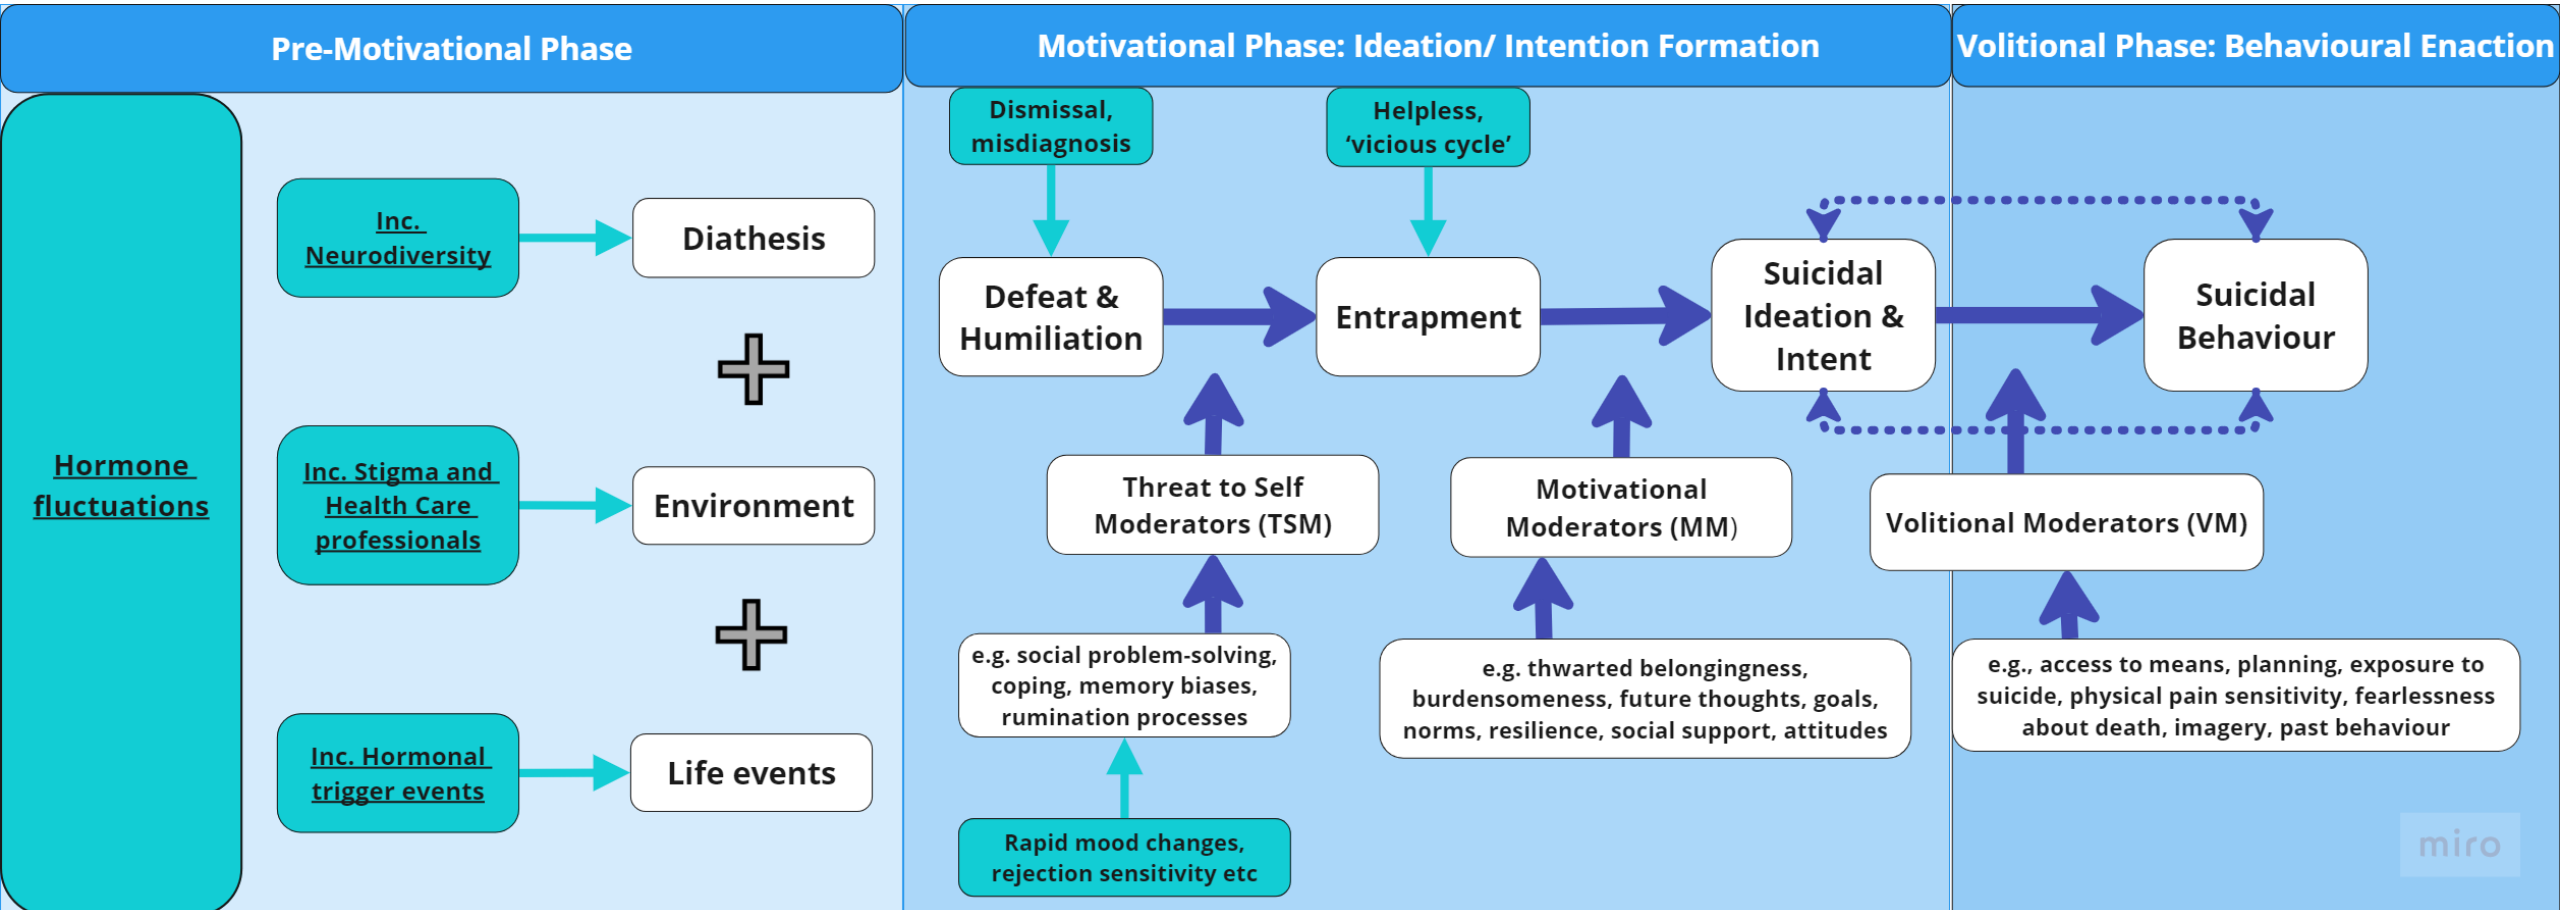 Pre-Motivational Phase
Motivational Phase: Ideation/ Intention Formation
Volitional Phase: Behavioural Enaction
Hormone
fluctuations
Inc.
Neurodiversity
Diathesis
Inc. Stigma and
Health Care
professionals
Environment
Inc. Hormonal
trigger events
Life events
Dismissal,
misdiagnosis
Helpless,
‘vicious cycle’
Defeat &
Humiliation
Entrapment
Suicidal
Ideation &
Intent
Suicidal
Behaviour
Threat to Self
Moderators (TSM)
Motivational
Moderators (MM)
Volitional Moderators (VM)
e.g. social problem-solving,
coping, memory biases,
rumination processes
e.g. thwarted belongingness,
burdensomeness, future thoughts, goals,
norms, resilience, social support, attitudes
e.g., access to means, planning, exposure to
suicide, physical pain sensitivity, fearlessness
about death, imagery, past behaviour
Rapid mood changes,
rejection sensitivity etc
miro